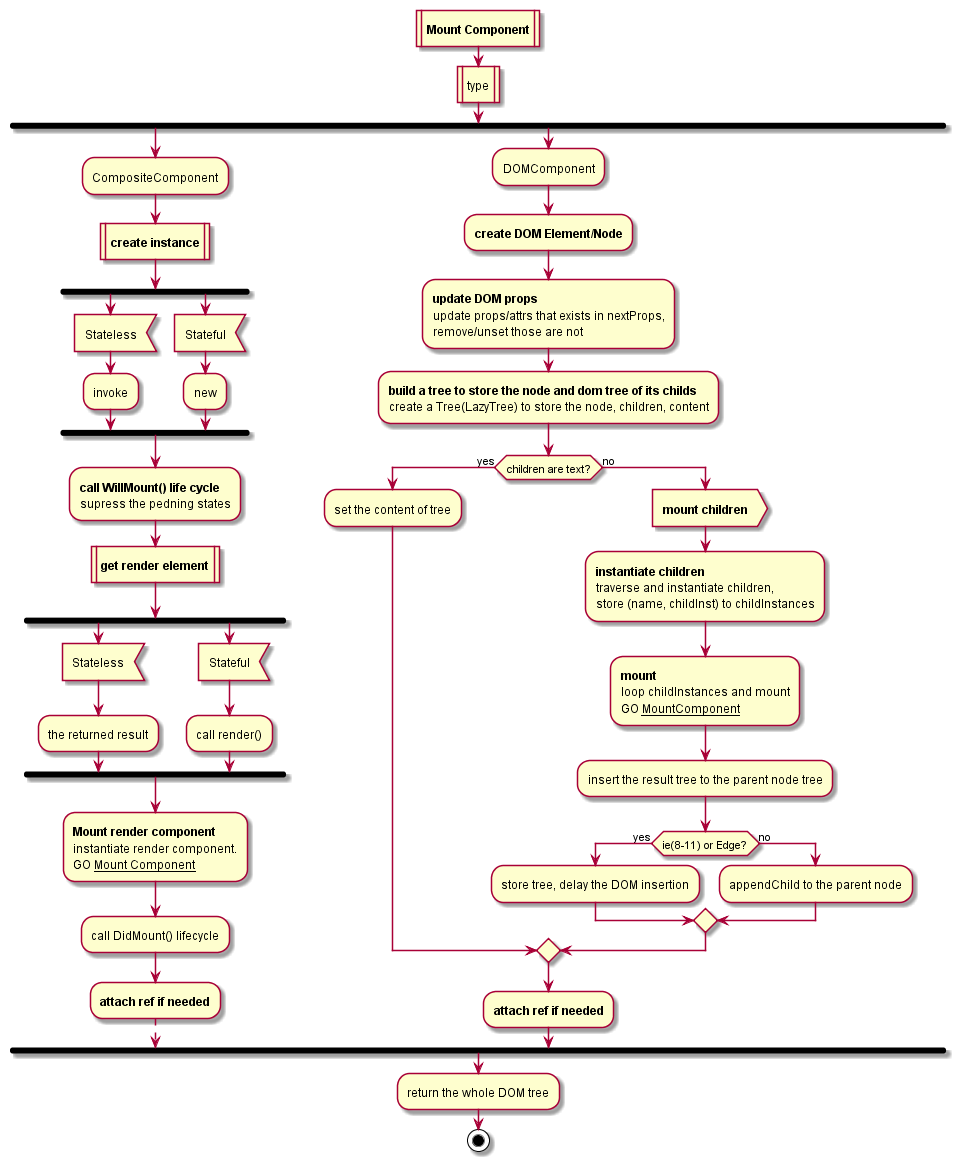 Mount Component
type
CompositeComponent
create instance
Stateless
Stateful
invoke
new
call WillMount() life cycle
supress the pedning states
get render element
Stateless
Stateful
the returned result
call render()
Mount render component
instantiate render component.
GO Mount Component
call DidMount() lifecycle
attach ref if needed
DOMComponent
create DOM Element/Node
update DOM props
update props/attrs that exists in nextProps,
remove/unset those are not
build a tree to store the node and dom tree of its childs
create a Tree(LazyTree) to store the node, children, content
children are text?
yes
no
set the content of tree
mount children
instantiate children
traverse and instantiate children,
store (name, childInst) to childInstances
mount
loop childInstances and mount
GO MountComponent
insert the result tree to the parent node tree
ie(8-11) or Edge?
yes
no
store tree, delay the DOM insertion
appendChild to the parent node
attach ref if needed
return the whole DOM tree